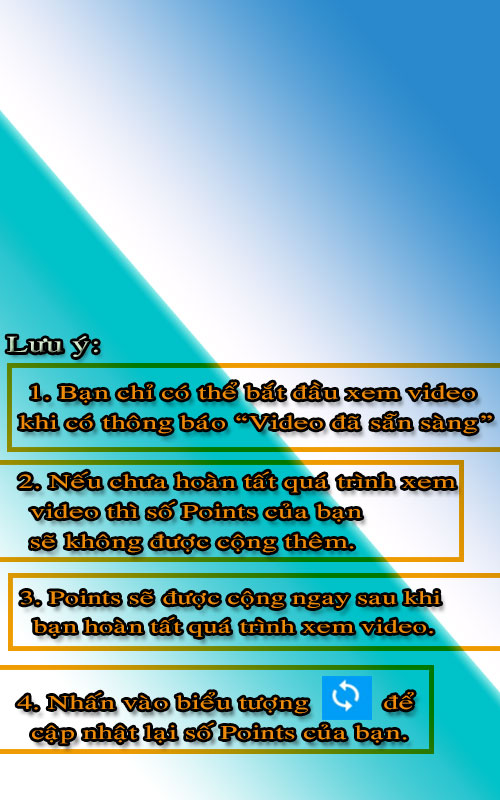 Lưu ý:
1. Bạn chỉ có thể bắt đầu xem video
khi có thông báo “Video đã sẵn sàng”
2. Nếu chưa hoàn tất quá trình xem
video thì số Points của bạn
sẽ không được cộng thêm.
3. Points sẽ được cộng ngay sau khi
bạn hoàn tất quá trình xem video.
4. Nhấn vào biểu tượng để
cập nhật lại số Points của bạn.